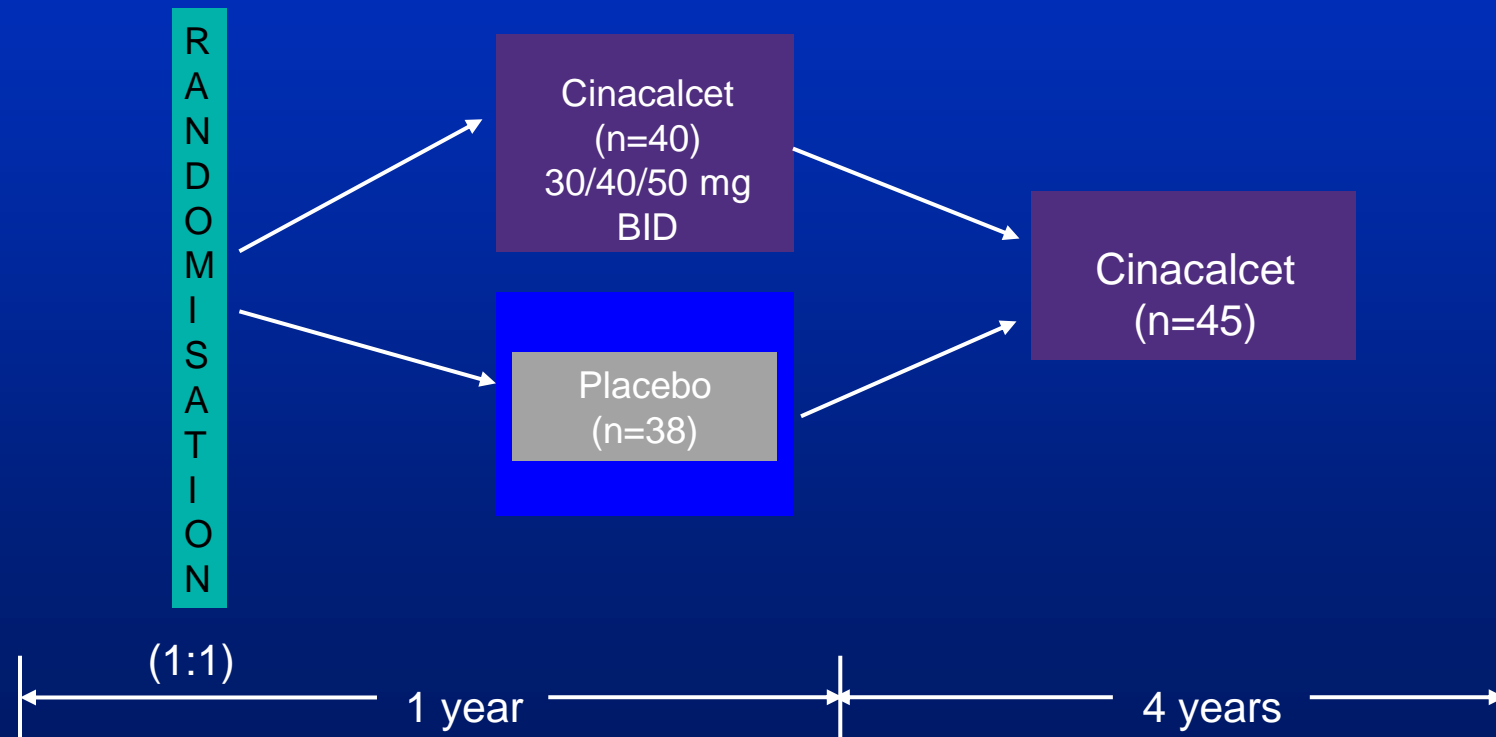 RANDOMISATION
(1:1)
Cinacalcet
(n=40)
30/40/50 mg
BID
Placebo
(n=38)
Cinacalcet
(n=45)
1 year
4 years